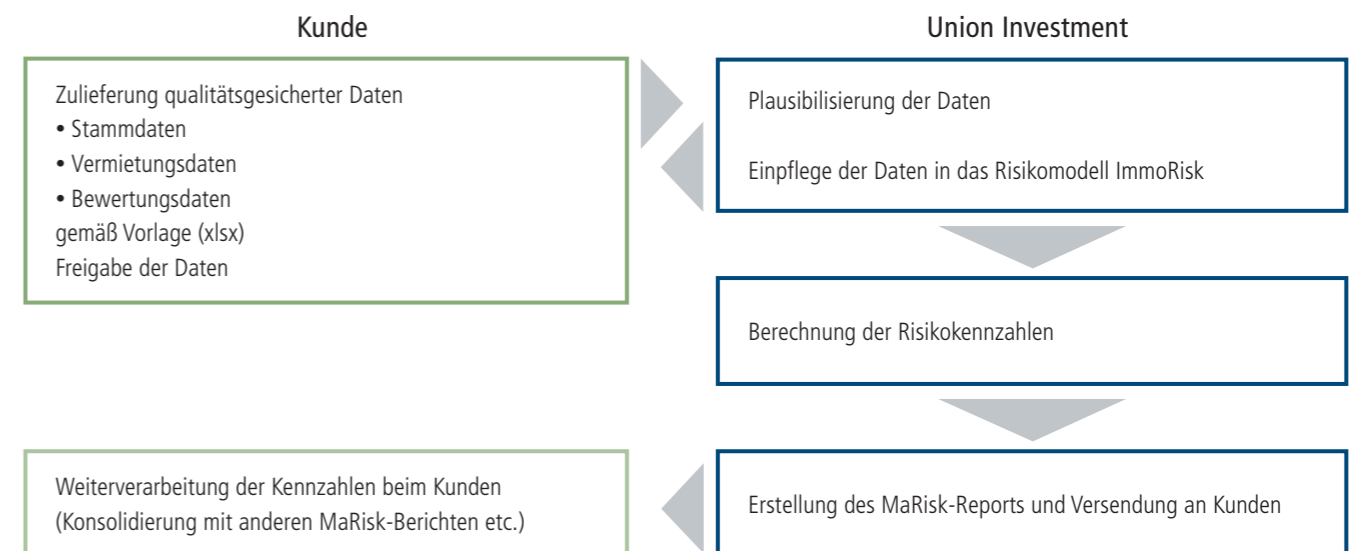 Kunde
Zulieferung qualitätsgesicherter Daten
• Stammdaten
• Vermietungsdaten
• Bewertungsdaten
gemäß Vorlage (xlsx)
Freigabe der Daten
Union Investment
Plausibilisierung der Daten
Einpflege der Daten in das Risikomodell ImmoRisk
Berechnung der Risikokennzahlen
Erstellung des MaRisk-Reports und Versendung an Kunden
Weiterverarbeitung der Kennzahlen beim Kunden
(Konsolidierung mit anderen MaRisk-Berichten etc.)